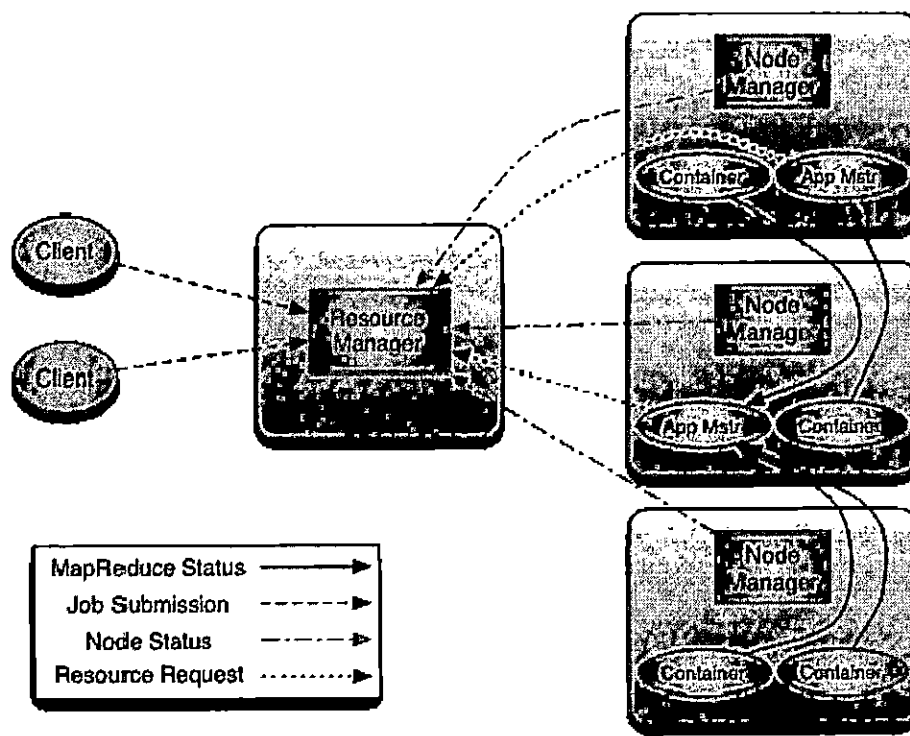 Node
Manager
Container
App Mstr
Client
Resource
Manager
Node
Manager
Client
App Mstr
Container
Node
Manager
MapReduce Status
Job Submission
Node Status
Resource Request
Container
Container